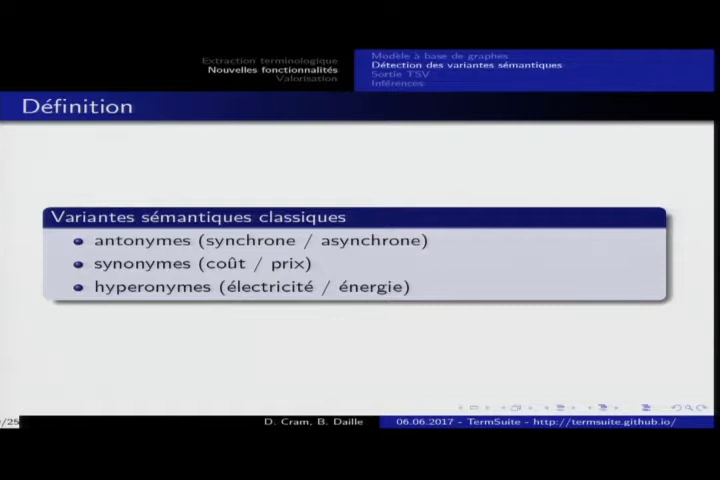 Extraction terminologique
Nouvelles fonctionnalités
Valorisation
Modèle à base de graphes
Détection des variantes sémantiques
Sortie TSV
Inférences
Définition
Variantes sémantiques classiques
antonymes (synchrone / asynchrone)
synonymes (coût / prix)
hyperonymes (électricité / énergie)
/25
D. Cram, B. Daille
06.06.2017 - TermSuite - http://termsuite.github.io/